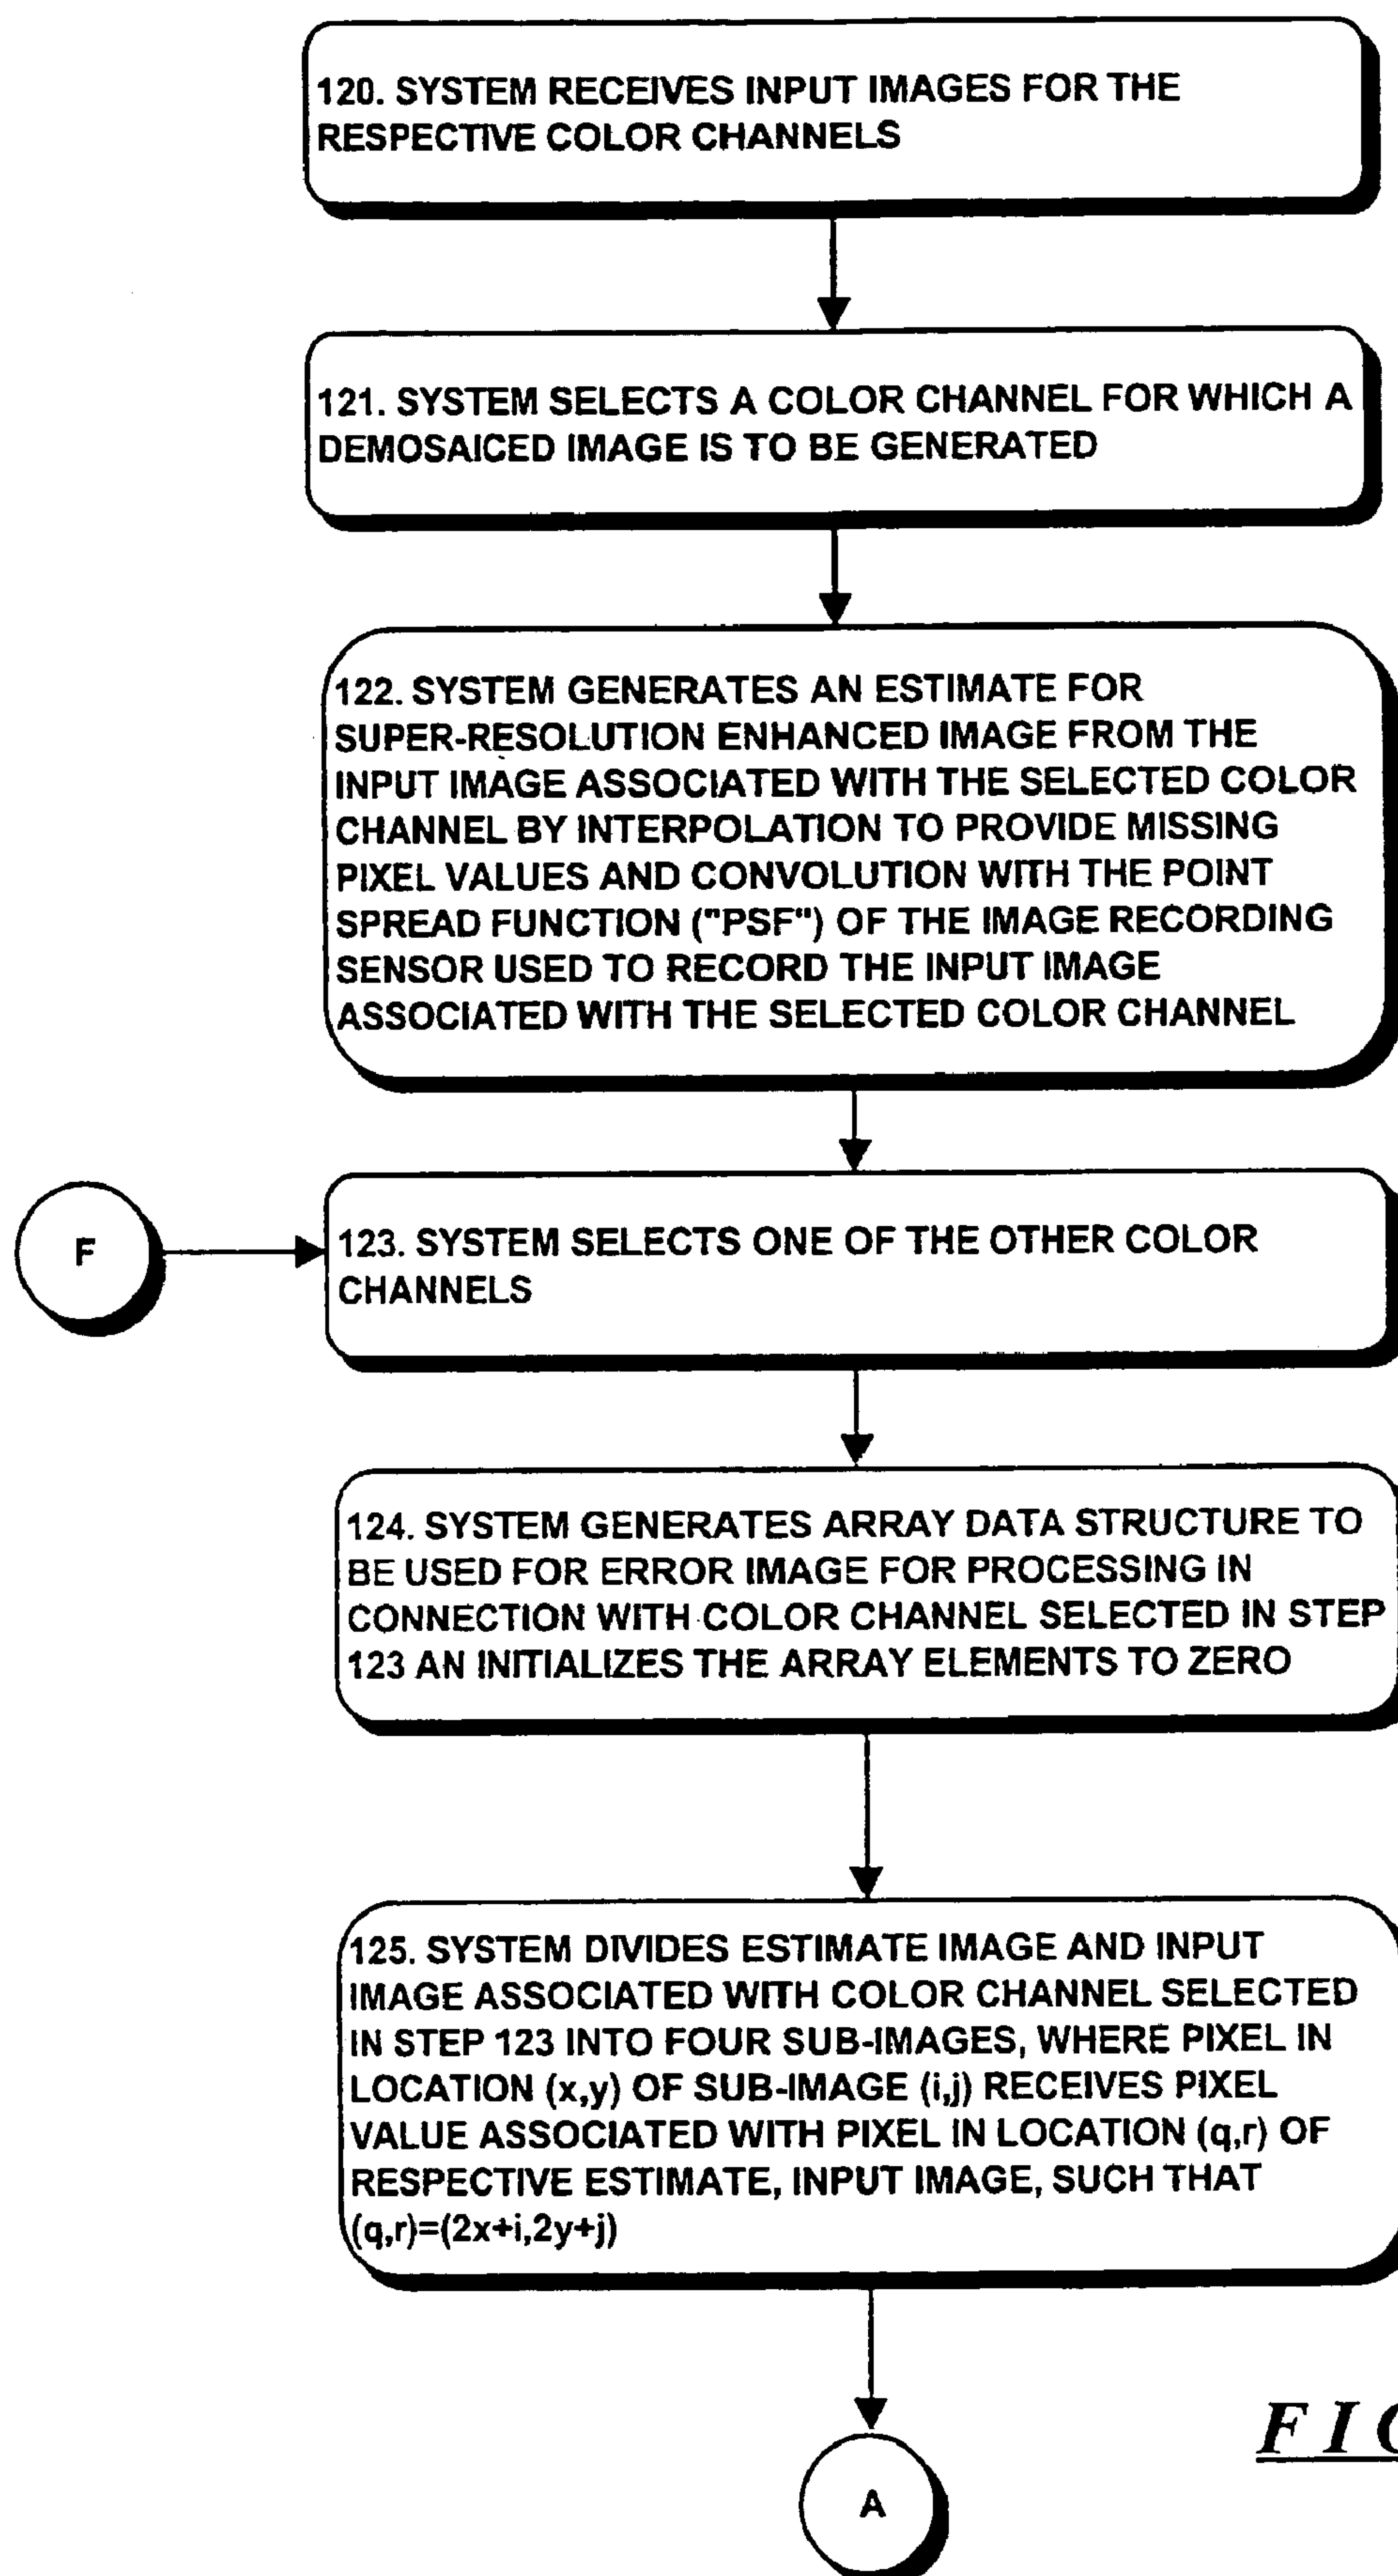 120. SYSTEM RECEIVES INPUT IMAGES FOR THE
RESPECTIVE COLOR CHANNELS
121. SYSTEM SELECTS A COLOR CHANNEL FOR WHICH A
DEMOSAICED IMAGE IS TO BE GENERATED
122. SYSTEM GENERATES AN ESTIMATE FOR
SUPER-RESOLUTION ENHANCED IMAGE FROM THE
INPUT IMAGE ASSOCIATED WITH THE SELECTED COLOR
CHANNEL BY INTERPOLATION TO PROVIDE MISSING
PIXEL VALUES AND CONVOLUTION WITH THE POINT
SPREAD FUNCTION ("PSF") OF THE IMAGE RECORDING
SENSOR USED TO RECORD THE INPUT IMAGE
ASSOCIATED WITH THE SELECTED COLOR CHANNEL
F
123. SYSTEM SELECTS ONE OF THE OTHER COLOR
CHANNELS
124. SYSTEM GENERATES ARRAY DATA STRUCTURE TO
BE USED FOR ERROR IMAGE FOR PROCESSING IN
CONNECTION WITH COLOR CHANNEL SELECTED IN STEP
123 AN INITIALIZES THE ARRAY ELEMENTS TO ZERO
125. SYSTEM DIVIDES ESTIMATE IMAGE AND INPUT
IMAGE ASSOCIATED WITH COLOR CHANNEL SELECTED
IN STEP 123 INTO FOUR SUB-IMAGES, WHERE PIXEL IN
LOCATION (x,y) OF SUB-IMAGE (i,j) RECEIVES PIXEL
VALUE ASSOCIATED WITH PIXEL IN LOCATION (q,r) OF
RESPECTIVE ESTIMATE, INPUT IMAGE, SUCH THAT
(q,r)=(2x+i,2y+j)
A